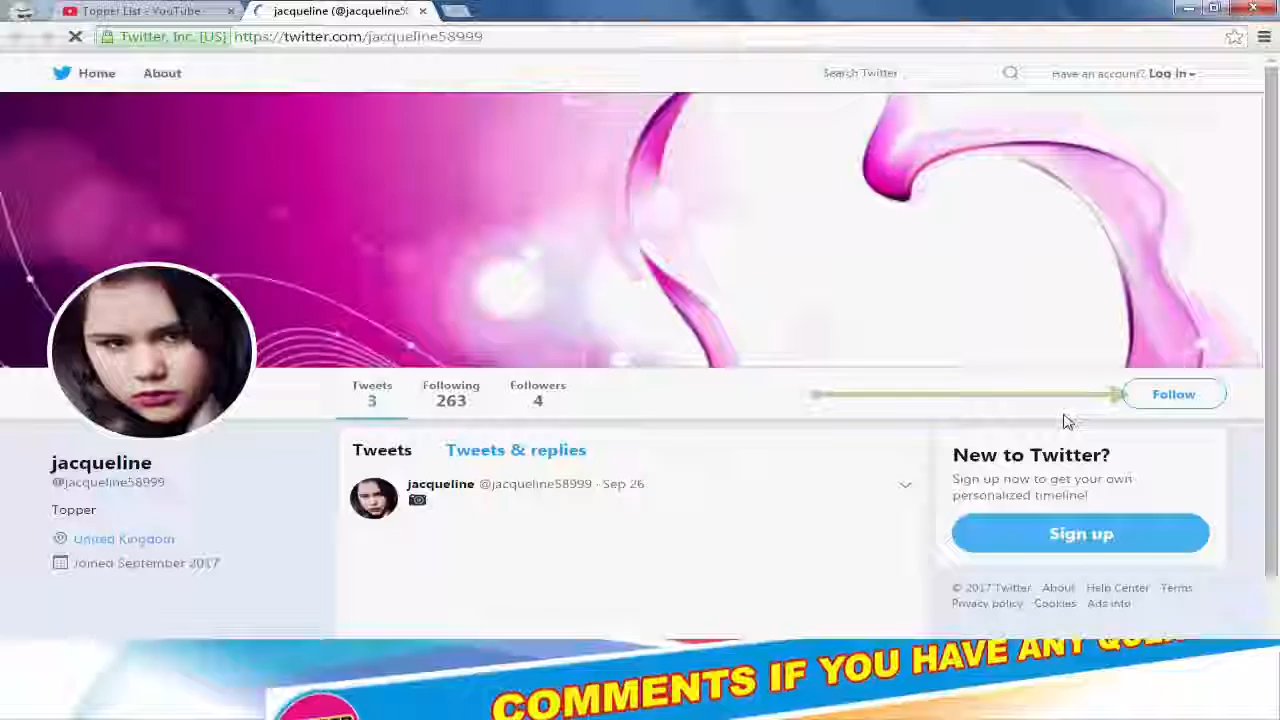 Topper List - YouTube
jacqueline (@jacqueline5
Twitter, Inc. [US] https://twitter.com/jacqueline58999
Home About Search Twitter Have an account? Log in
Tweets Following Followers
3 263 4
Follow
jacqueline
@jacqueline58999
Topper
United Kingdom
Joined September 2017
Tweets Tweets & replies
jacqueline @jacqueline58999 · Sep 26
New to Twitter?
Sign up now to get your own
personalized timeline!
Sign up
© 2017 Twitter About Help Center Terms
Privacy policy Cookies Ads info
COMMENTS IF YOU HAVE ANY